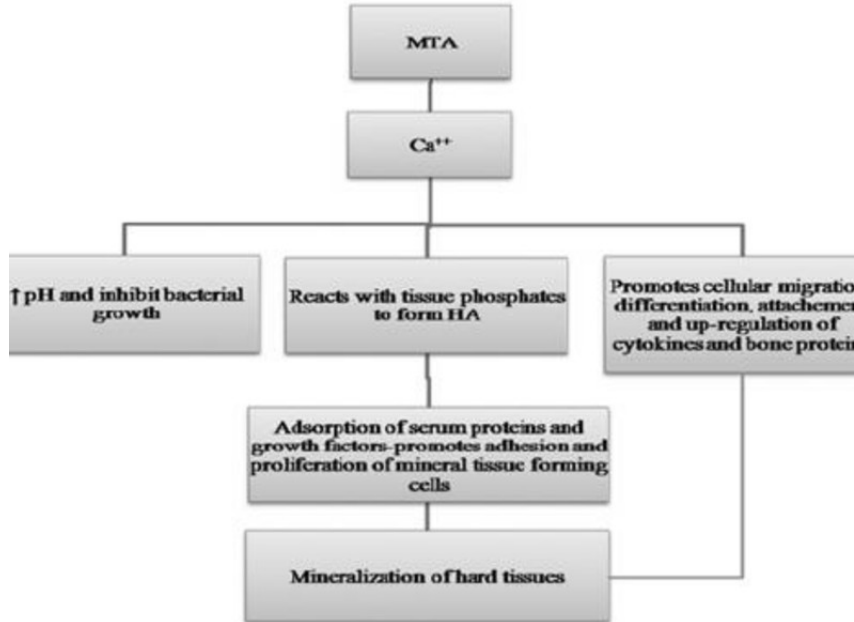 MTA
Ca⁺⁺
↑ pH and inhibit bacterial
growth
Reacts with tissue phosphates
to form HA
Promotes cellular migratio
differentiation, attachemen
and up-regulation of
cytokines and bone protein
Adsorption of serum proteins and
growth factors-promotes adhesion and
proliferation of mineral tissue forming
cells
Mineralization of hard tissues